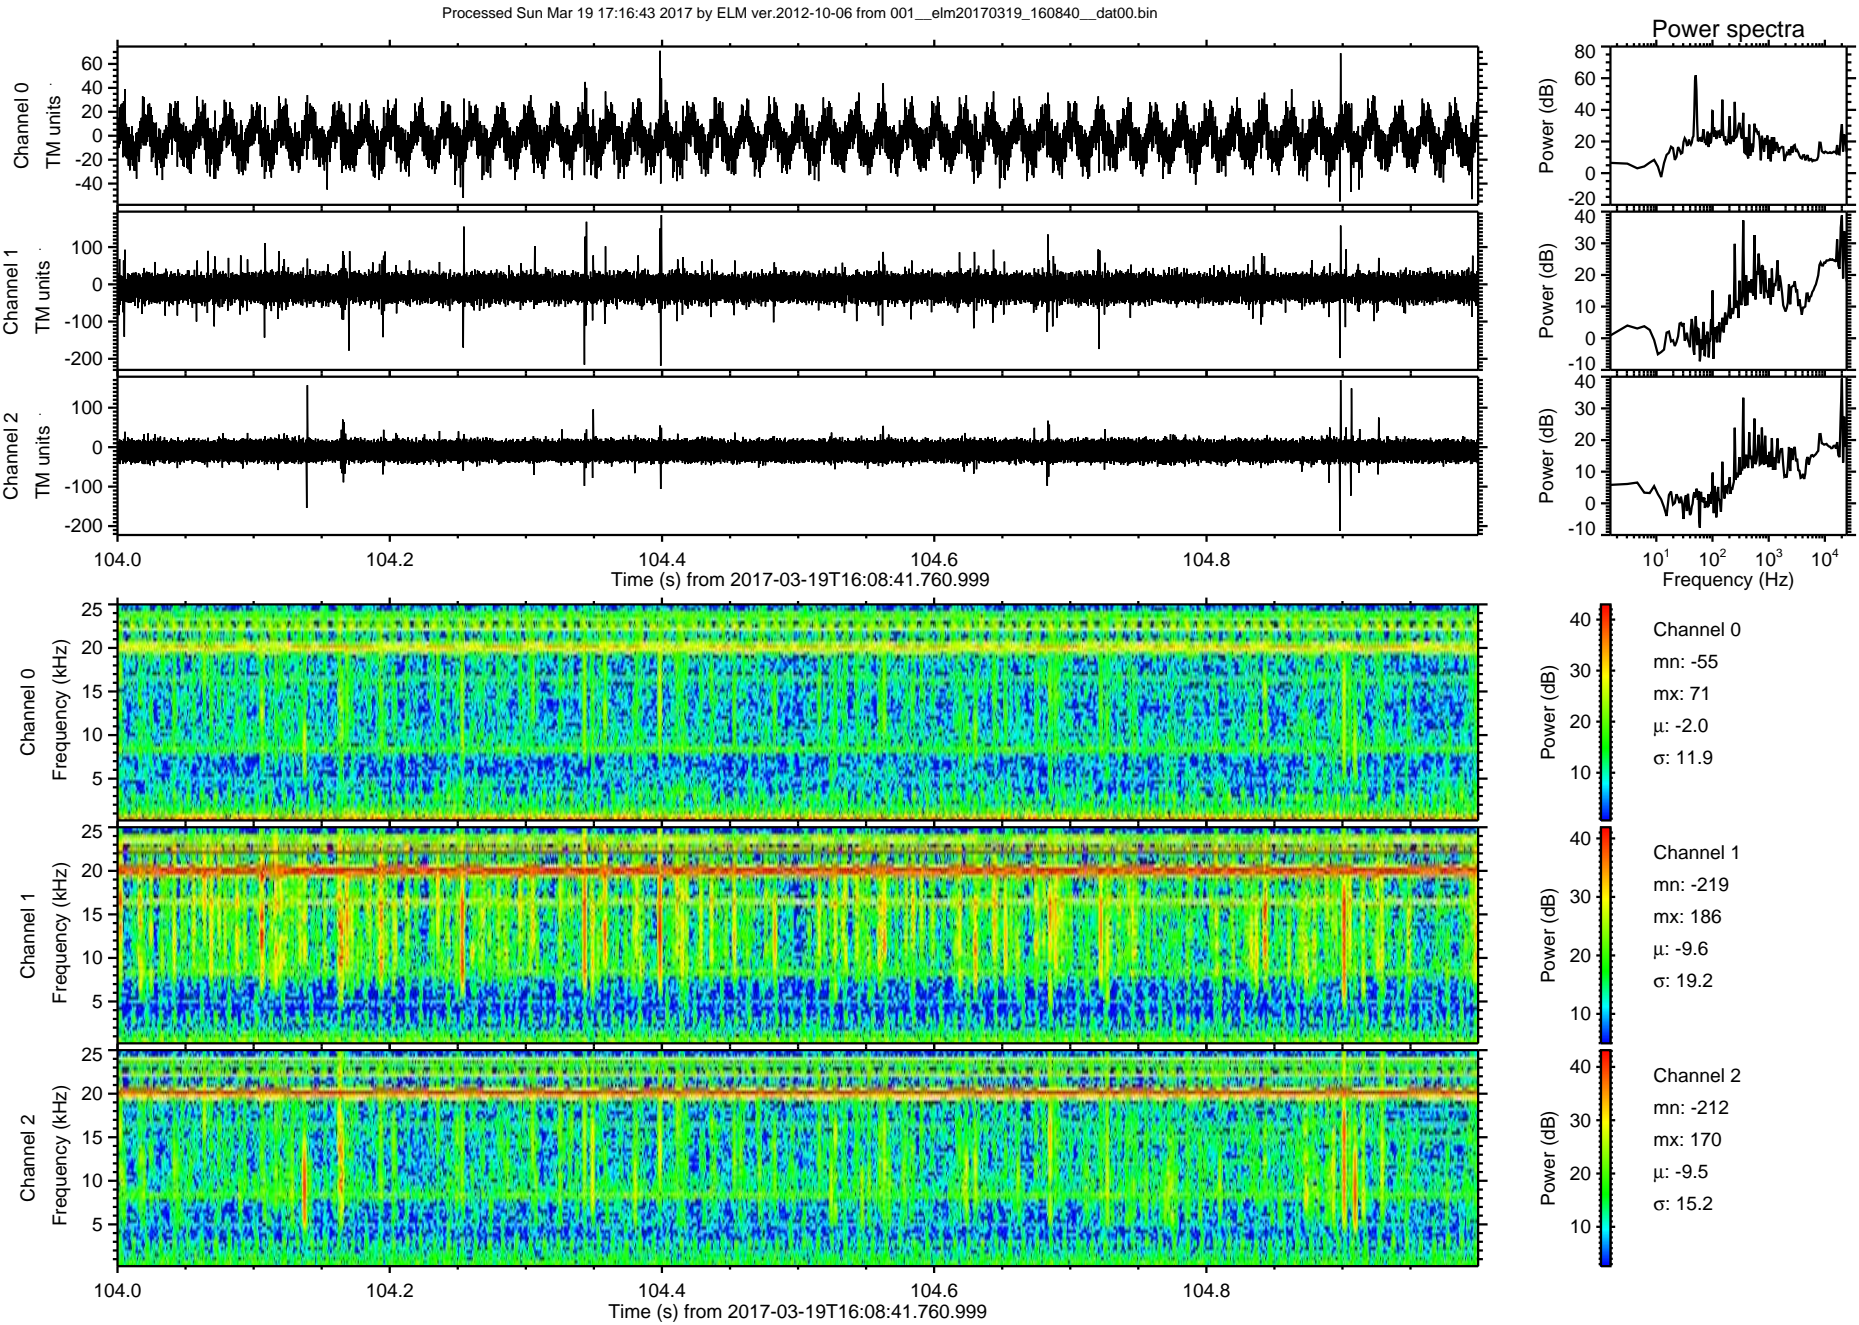 Processed Sun Mar 19 17:16:43 2017 by ELM ver.2012-10-06 from 001__elm20170319_160840__dat00.bin
Power spectra
Channel 0
TM units
60
40
20
0
-20
-40
Power (dB)
80
60
40
20
0
-20
Channel 1
TM units
100
0
-100
-200
Power (dB)
40
30
20
10
0
-10
Channel 2
TM units
100
0
-100
-200
Power (dB)
40
30
20
10
0
-10
104.0 104.2 104.4 104.6 104.8
Time (s) from 2017-03-19T16:08:41.760.999
10^1 10^2 10^3 10^4
Frequency (Hz)
Channel 0
Frequency (kHz)
25
20
15
10
5
Power (dB)
40
30
20
10
Channel 0
mn: -55
mx: 71
μ: -2.0
σ: 11.9
Channel 1
Frequency (kHz)
25
20
15
10
5
Power (dB)
40
30
20
10
Channel 1
mn: -219
mx: 186
μ: -9.6
σ: 19.2
Channel 2
Frequency (kHz)
25
20
15
10
5
Power (dB)
40
30
20
10
Channel 2
mn: -212
mx: 170
μ: -9.5
σ: 15.2
104.0 104.2 104.4 104.6 104.8
Time (s) from 2017-03-19T16:08:41.760.999